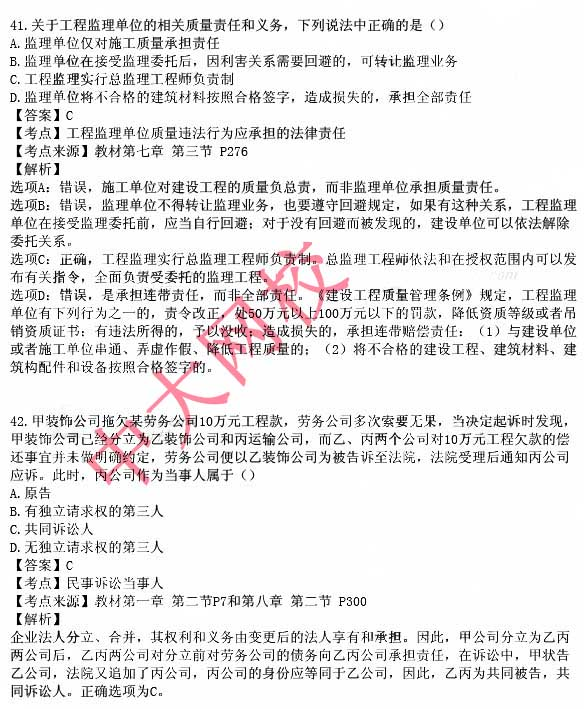 41.关于工程监理单位的相关质量责任和义务，下列说法中正确的是（）
A.监理单位仅对施工质量承担责任
B.监理单位在接受监理委托后，因利害关系需要回避的，可转让监理业务
C.工程监理实行总监理工程师负责制
D.监理单位将不合格的建筑材料按照合格签字，造成损失的，承担全部责任
【答案】C
【考点】工程监理单位质量违法行为应承担的法律责任
【考点来源】教材第七章 第三节 P276
【解析】
选项A：错误，施工单位对建设工程的质量负总责，而非监理单位承担质量责任。
选项B：错误，监理单位不得转让监理业务，也要遵守回避规定，如果有这种关系，工程监理
单位在接受监理委托前，应当自行回避；对于没有回避而被发现的，建设单位可以依法解除
委托关系。
选项C：正确，工程监理实行总监理工程师负责制。总监理工程师依法和在授权范围内可以发
布有关指令，全面负责受委托的监理工程。
选项D：错误，是承担连带责任，而非全部责任。《建设工程质量管理条例》规定，工程监理
单位有下列行为之一的，责令改正，处50万元以上100万元以下的罚款，降低资质等级或者吊
销资质证书：有违法所得的，予以没收；造成损失的，承担连带赔偿责任：（1）与建设单位
或者施工单位串通、弄虚作假、降低工程质量的；（2）将不合格的建设工程、建筑材料、建
筑构配件和设备按照合格签字的。
42.甲装饰公司拖欠某劳务公司10万元工程款，劳务公司多次索要无果，当决定起诉时发现，
甲装饰公司已经分立为乙装饰公司和丙运输公司，而乙、丙两个公司对10万元工程欠款的偿
还事宜并未做明确约定，劳务公司便以乙装饰公司为被告诉至法院，法院受理后通知丙公司
应诉。此时，丙公司作为当事人属于（）
A.原告
B.有独立请求权的第三人
C.共同诉讼人
D.无独立请求权的第三人
【答案】C
【考点】民事诉讼当事人
【考点来源】教材第一章 第二节P7和第八章 第二节 P300
【解析】
企业法人分立、合并，其权利和义务由变更后的法人享有和承担。因此，甲公司分立为乙丙
两公司后，乙丙两公司对分立前对劳务公司的债务向乙丙公司承担责任，在诉讼中，甲状告
乙公司，法院又追加了丙公司，丙公司的身份应等同于乙公司，因此，乙丙为共同被告，共
同诉讼人。正确选项为C。
中大网校